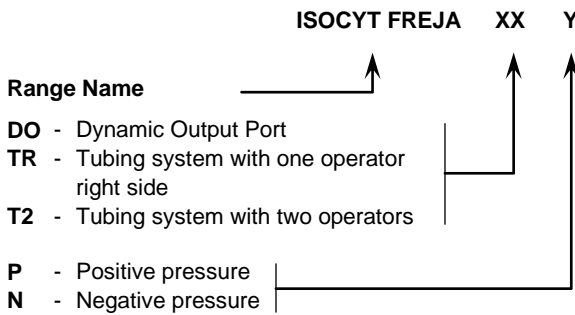 ISOCYT FREJA XX Y
Range Name
DO - Dynamic Output Port
TR - Tubing system with one operator
right side
T2 - Tubing system with two operators
P - Positive pressure
N - Negative pressure